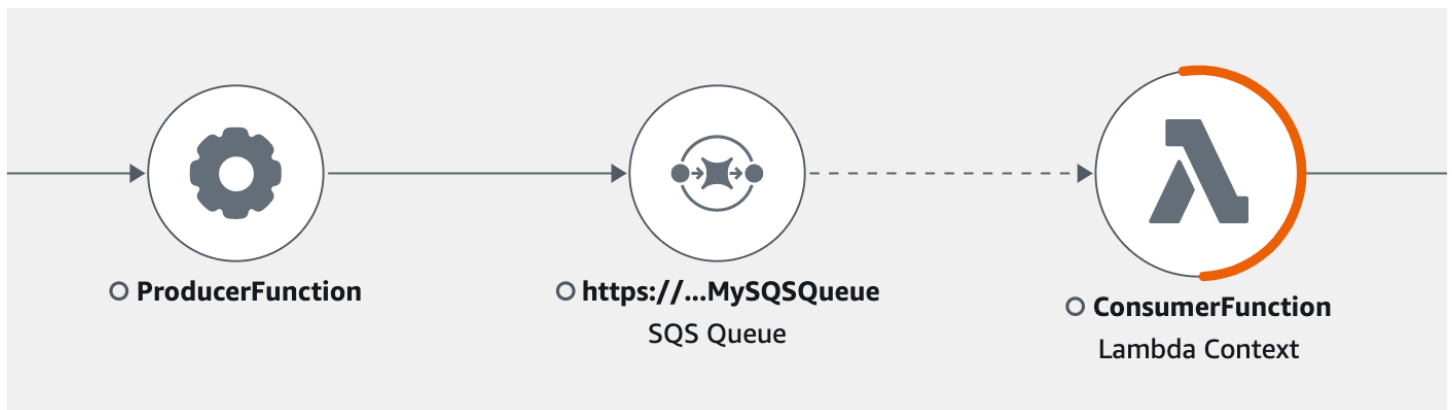 ProducerFunction
https://...MySQSQueue
SQS Queue
ConsumerFunction
Lambda Context